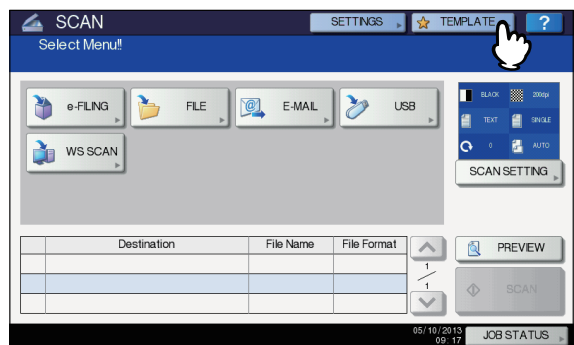 SCAN
SETTINGS
TEMPLATE
?
Select Menu!!
e-FILING
FILE
E-MAIL
USB
WS SCAN
BLACK
200dpi
TEXT
SINGLE
0
AUTO
SCAN SETTING
Destination
File Name
File Format
1
1
PREVIEW
SCAN
05/10/2013
09:17
JOB STATUS